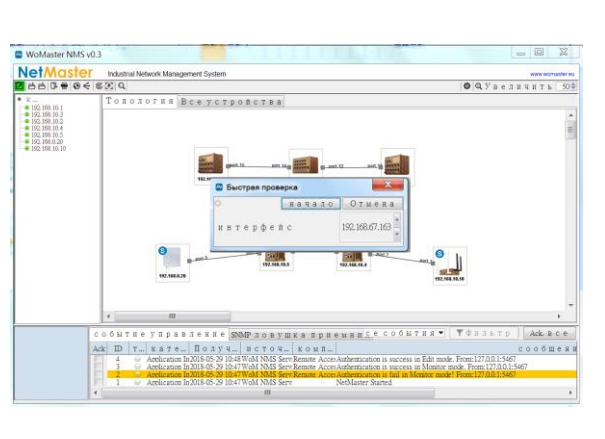 WoMaster NMS v0.3
NetMaster Industrial Network Management System www.womaster.eu
Увеличить 50
Топология Все устройства
192.168.10.1
192.168.10.3
192.168.10.2
192.168.10.4
192.168.10.5
192.168.0.20
192.168.10.10
port 12
Быстрая проверка
начало Отмена
интерфейс 192.168.67.163
192.168.0.20
192.168.10.5
192.168.10.10
событие управление SNMP ловушка приемник события Фильтр Ack все
Ack ID т... кате... Получ... источ... комп... сообщения
4 Application In 2018-05-29 10:48 WoM NMS Serv Remote Acces Authentication is success in Edit mode. From:127.0.0.1:5467
3 Application In 2018-05-29 10:47 WoM NMS Serv Remote Acces Authentication is success in Monitor mode. From:127.0.0.1:5467
2 Application In 2018-05-29 10:47 WoM NMS Serv Remote Acces Authentication is fail in Monitor mode! From:127.0.0.1:5467
1 Application In 2018-05-29 10:47 WoM NMS Serv NetMaster Started